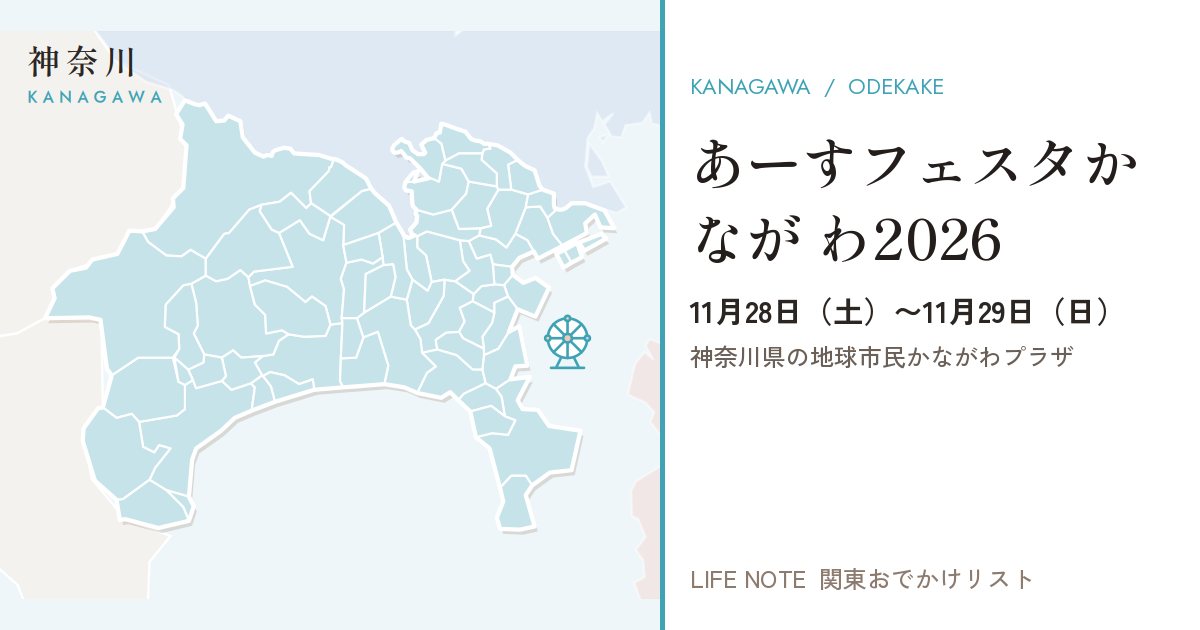 神奈川
KANAGAWA
KANAGAWA / ODEKAKE
あーすフェスタか
ながわ2026
11月28日（土）〜11月29日（日）
神奈川県の地球市民かながわプラザ
LIFE NOTE 関東おでかけリスト